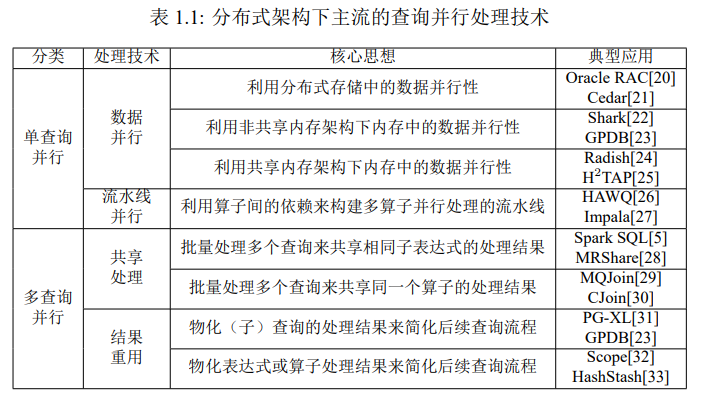 表 1.1: 分布式架构下主流的查询并行处理技术
分类 处理技术 核心思想 典型应用
单查询
并行
数据
并行
利用分布式存储中的数据并行性
Oracle RAC[20]
Cedar[21]
利用非共享内存架构下内存中的数据并行性
Shark[22]
GPDB[23]
利用共享内存架构下内存中的数据并行性
Radish[24]
H²TAP[25]
流水线
并行
利用算子间的依赖来构建多算子并行处理的流水线
HAWQ[26]
Impala[27]
多查询
并行
共享
处理
批量处理多个查询来共享相同子表达式的处理结果
Spark SQL[5]
MRShare[28]
批量处理多个查询来共享同一个算子的处理结果
MQJoin[29]
CJoin[30]
结果
重用
物化（子）查询的处理结果来简化后续查询流程
PG-XL[31]
GPDB[23]
物化表达式或算子处理结果来简化后续查询流程
Scope[32]
HashStash[33]